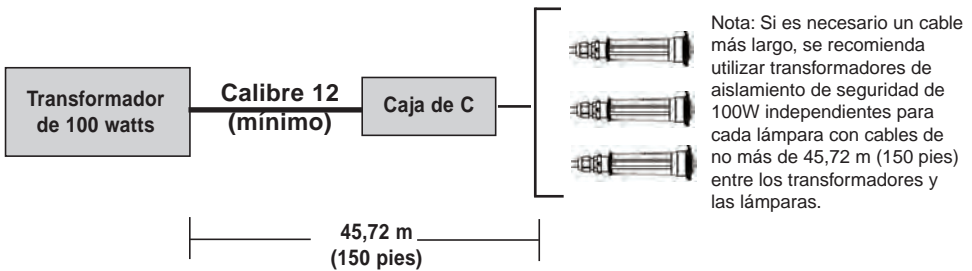 Transformador
de 100 watts
Calibre 12
(mínimo)
Caja de C
45,72 m
(150 pies)
Nota: Si es necesario un cable
más largo, se recomienda
utilizar transformadores de
aislamiento de seguridad de
100W independientes para
cada lámpara con cables de
no más de 45,72 m (150 pies)
entre los transformadores y
las lámparas.